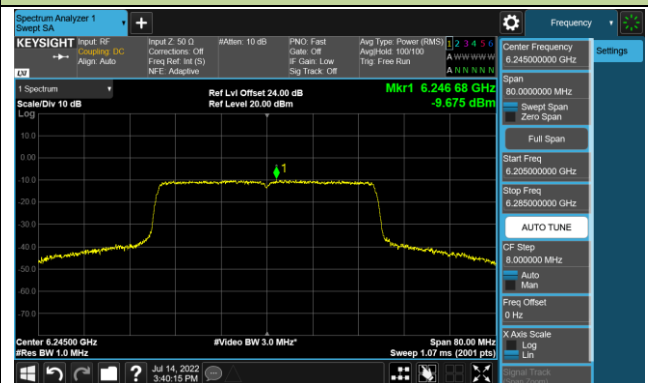 Spectrum Analyzer 1
Swept SA
Frequency
KEYSIGHT
Input: RF
Coupling: DC
Align: Auto
Input Z: 50 Ω
Corrections: Off
Freq Ref: Int (S)
NFE: Adaptive
#Atten: 10 dB
PNO: Fast
Gate: Off
IF Gain: Low
Sig Track: Off
Avg Type: Power (RMS)
Avg|Hold: 100/100
Trig: Free Run
1 2 3 4 5 6
A W W W W W
A N N N N N
LXI
1 Spectrum
Scale/Div 10 dB
Log
Ref Lvl Offset 24.00 dB
Ref Level 20.00 dBm
Mkr1 6.246 68 GHz
-9.675 dBm
10.0
0.00
-10.0
-20.0
-30.0
-40.0
-50.0
-60.0
-70.0
1
Center 6.24500 GHz
#Res BW 1.0 MHz
#Video BW 3.0 MHz*
Span 80.00 MHz
Sweep 1.07 ms (2001 pts)
Jul 14, 2022
3:40:15 PM
Center Frequency
6.245000000 GHz
Settings
Span
80.0000000 MHz
Swept Span
Zero Span
Full Span
Start Freq
6.205000000 GHz
Stop Freq
6.285000000 GHz
AUTO TUNE
CF Step
8.000000 MHz
Auto
Man
Freq Offset
0 Hz
X Axis Scale
Log
Lin
Signal Track
(Span Zoom)